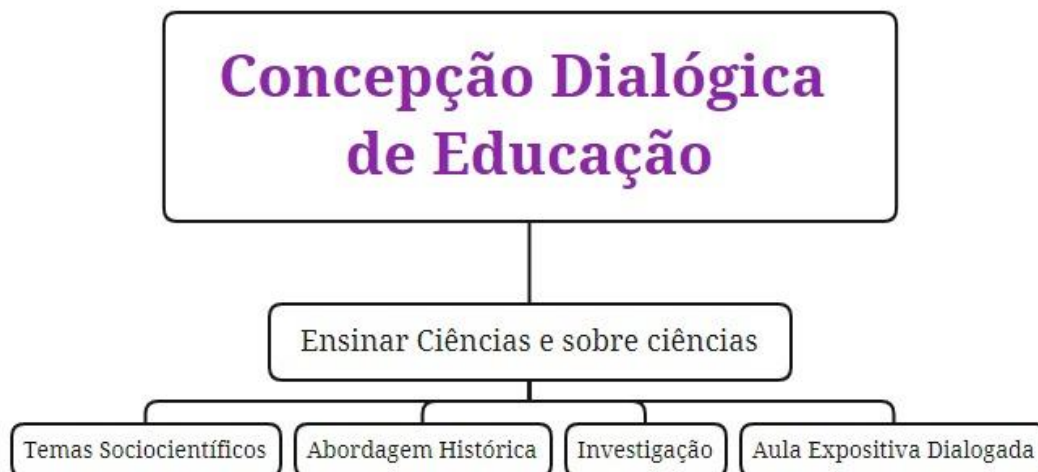 Concepção Dialógica
de Educação
Ensinar Ciências e sobre ciências
Temas Sociocientíficos
Abordagem Histórica
Investigação
Aula Expositiva Dialogada